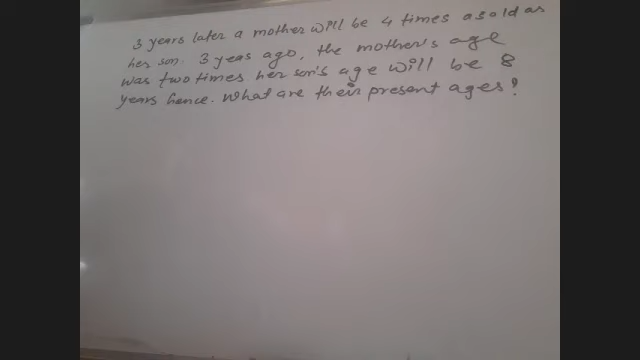 3 years later a mother will be 4 times as old as
her son. 3 yeas ago, the mother's age
was two times her son's age will be 8
years hence. What are their present ages?